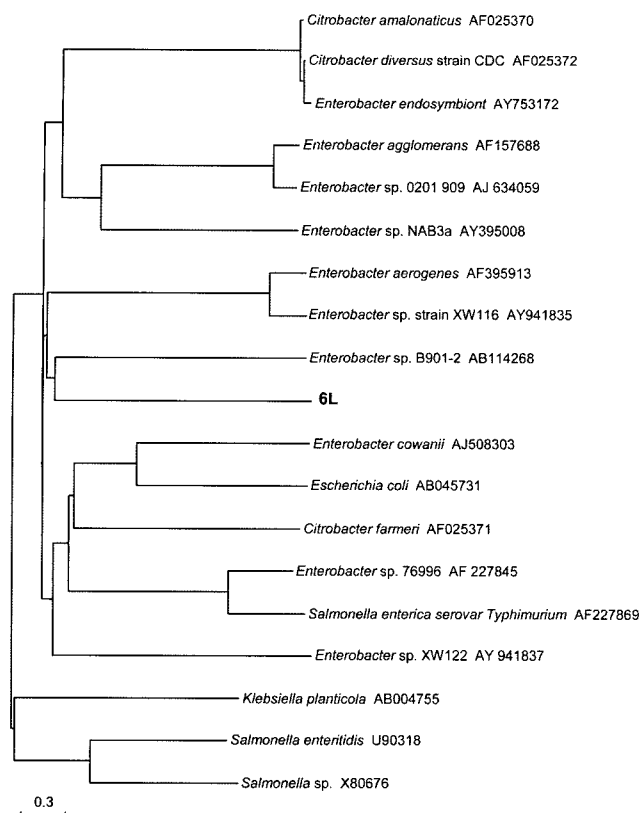 Citrobacter amalonaticus AF025370
Citrobacter diversus strain CDC AF025372
Enterobacter endosymbiont AY753172
Enterobacter agglomerans AF157688
Enterobacter sp. 0201 909 AJ 634059
Enterobacter sp. NAB3a AY395008
Enterobacter aerogenes AF395913
Enterobacter sp. strain XW116 AY941835
Enterobacter sp. B901-2 AB114268
6L
Enterobacter cowanii AJ508303
Escherichia coli AB045731
Citrobacter farmeri AF025371
Enterobacter sp. 76996 AF 227845
Salmonella enterica serovar Typhimurium AF227869
Enterobacter sp. XW122 AY 941837
Klebsiella planticola AB004755
Salmonella enteritidis U90318
Salmonella sp. X80676
0.3